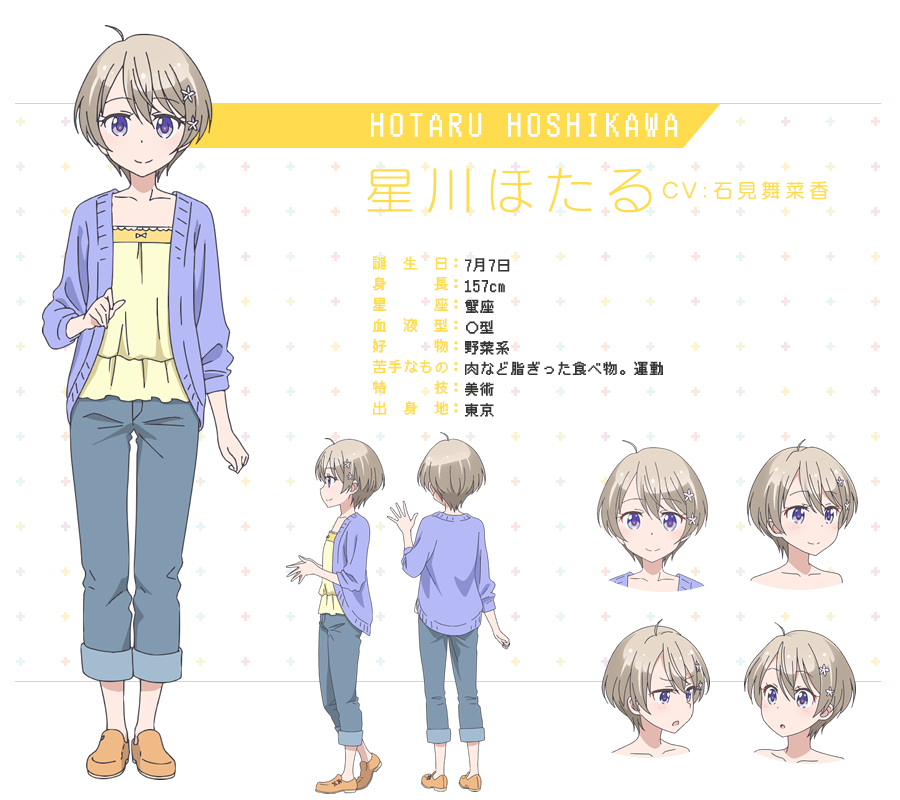 HOTARU HOSHIKAWA
星川ほたる CV:石見舞菜香
誕生日：7月7日
身長：157cm
星座：蟹座
血液型：〇型
好物：野菜系
苦手なもの：肉など脂ぎった食べ物。運動
特技：美術
出身地：東京